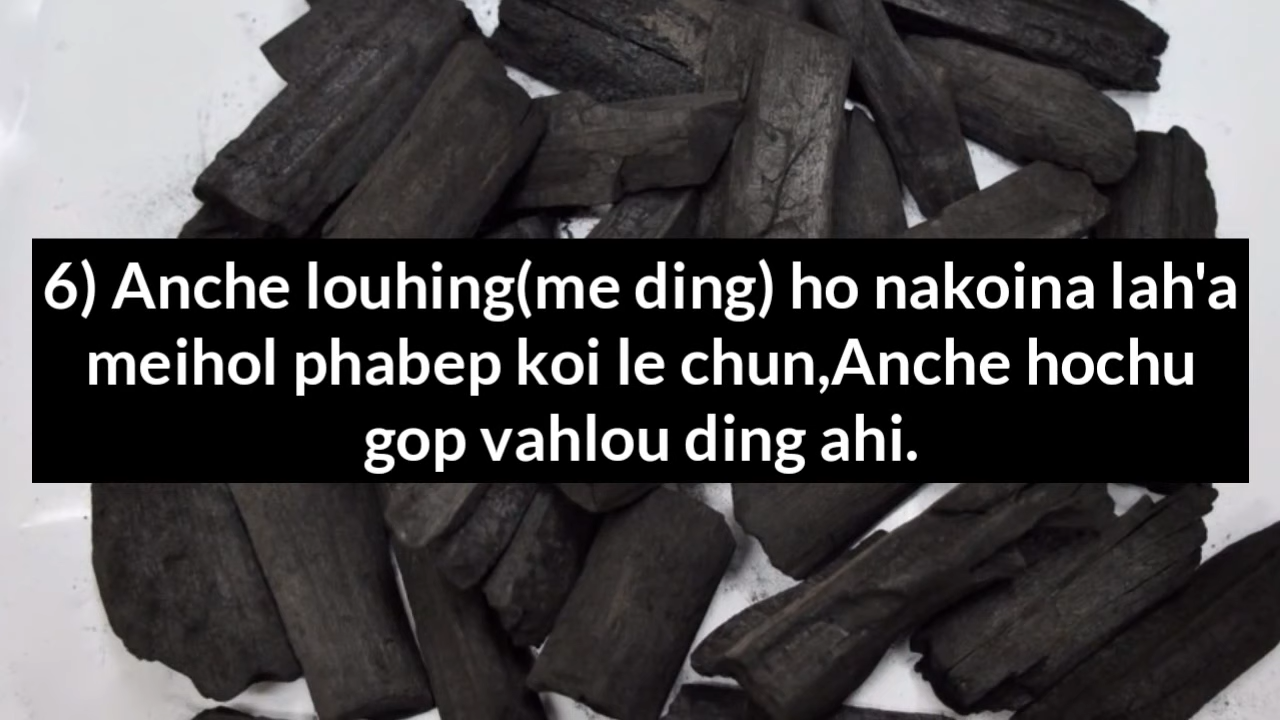 6) Anche louhing(me ding) ho nakoina lah'a
meihol phabep koi le chun,Anche hochu
gop vahlou ding ahi.